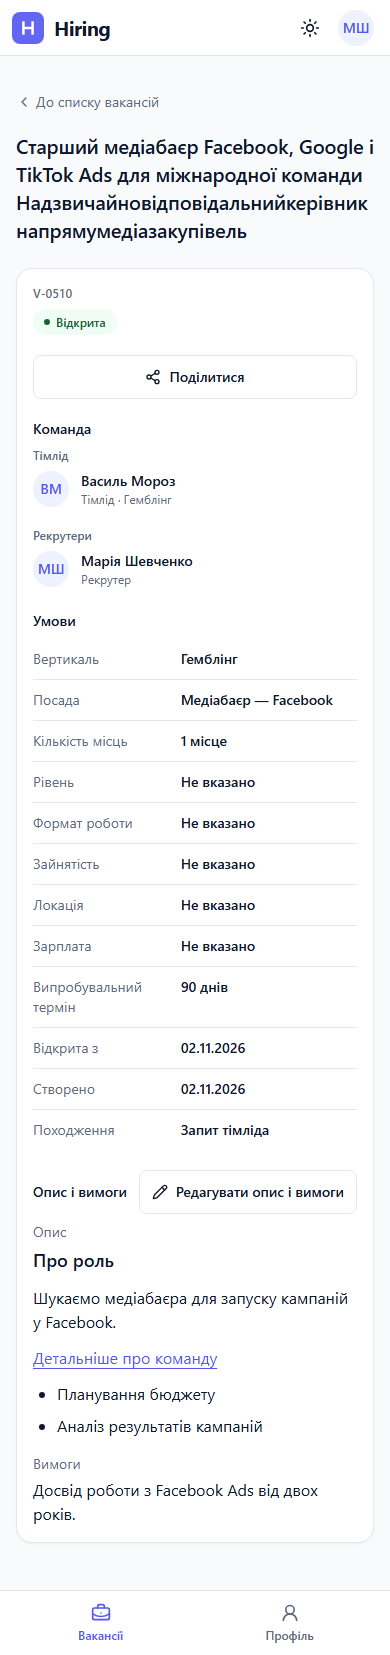 H Hiring
МШ
До списку вакансій
Старший медіабаєр Facebook, Google і
TikTok Ads для міжнародної команди
Надзвичайновідповідальнийкерівник
напрямумедіазакупівель
V-0510
Відкрита
Поділитися
Команда
Тімлід
ВМ
Василь Мороз
Тімлід · Гемблінг
Рекрутери
МШ
Марія Шевченко
Рекрутер
Умови
Вертикаль Гемблінг
Посада Медіабаєр — Facebook
Кількість місць 1 місце
Рівень Не вказано
Формат роботи Не вказано
Зайнятість Не вказано
Локація Не вказано
Зарплата Не вказано
Випробувальний 90 днів
термін
Відкрита з 02.11.2026
Створено 02.11.2026
Походження Запит тімліда
Опис і вимоги Редагувати опис і вимоги
Опис
Про роль
Шукаємо медіабаєра для запуску кампаній
у Facebook.
Детальніше про команду
• Планування бюджету
• Аналіз результатів кампаній
Вимоги
Досвід роботи з Facebook Ads від двох
років.
Вакансії Профіль